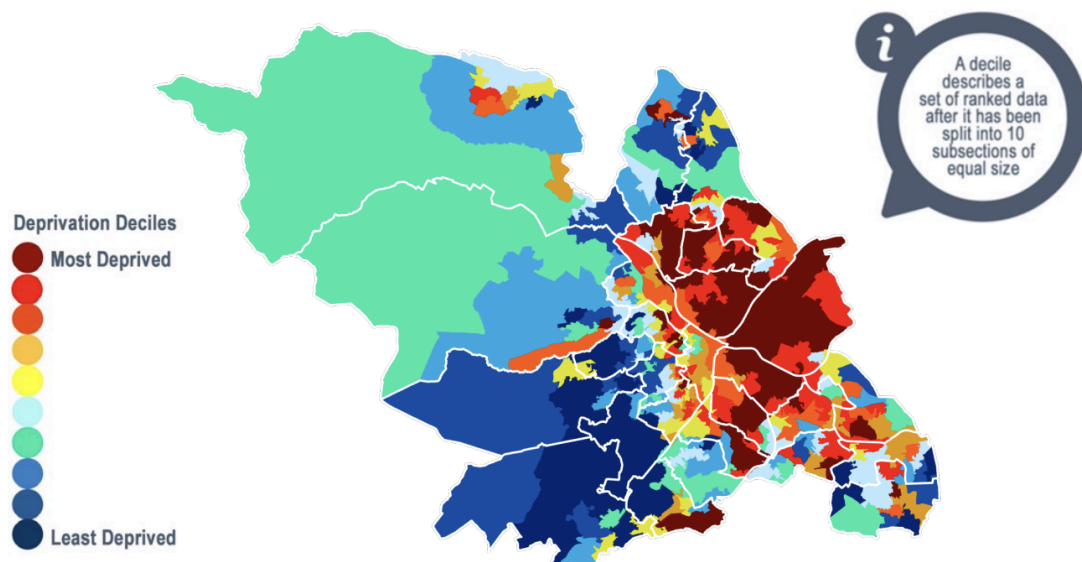 i
A decile
describes a
set of ranked data
after it has been
split into 10
subsections of
equal size
Deprivation Deciles
Most Deprived
Least Deprived